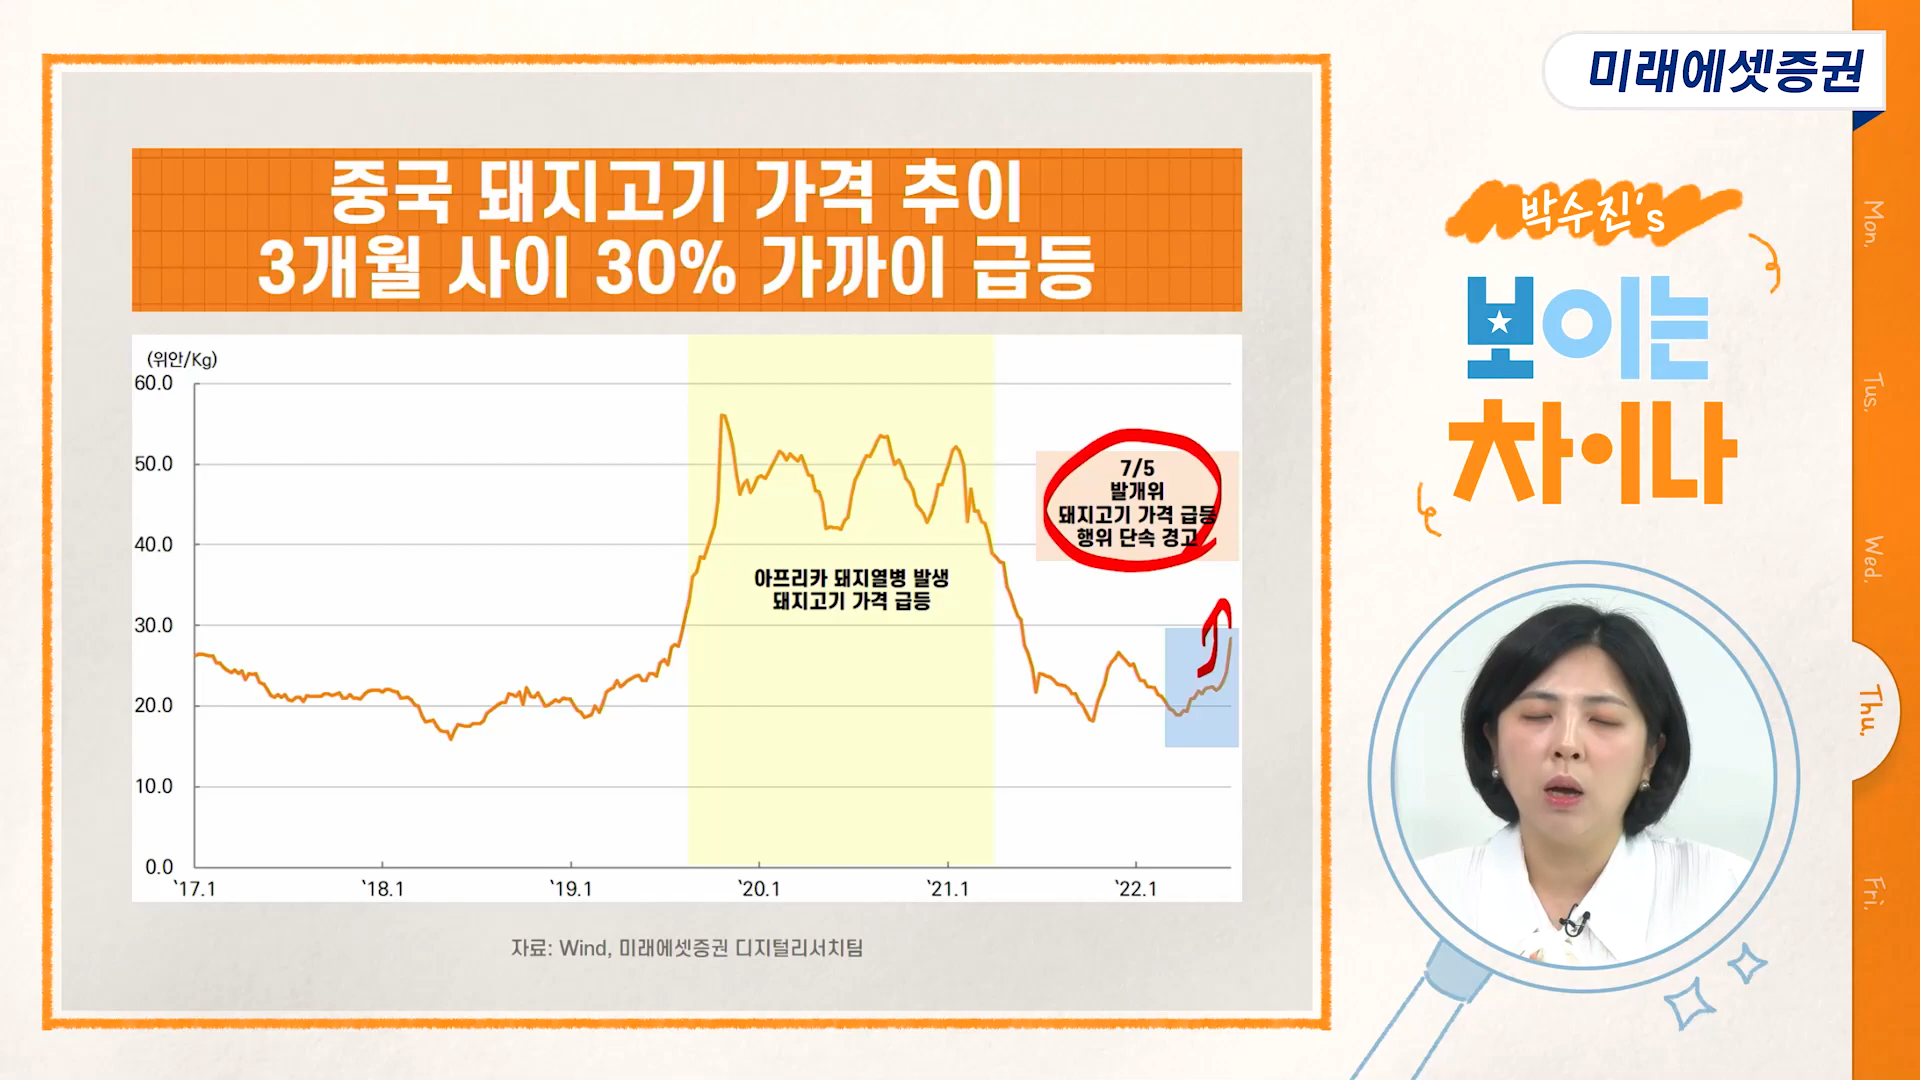 미래에셋증권
중국 돼지고기 가격 추이
3개월 사이 30% 가까이 급등
(위안/Kg)
60.0
50.0
40.0
30.0
20.0
10.0
0.0
‵17.1
‵18.1
‵19.1
‵20.1
‵21.1
‵22.1
아프리카 돼지열병 발생
돼지고기 가격 급등
7/5
발개위
돼지고기 가격 급등
행위 단속 경고
자료: Wind, 미래에셋증권 디지털리서치팀
박수진's
보이는
차이나
Mon,
Tus,
Wed,
Thu,
Fri,